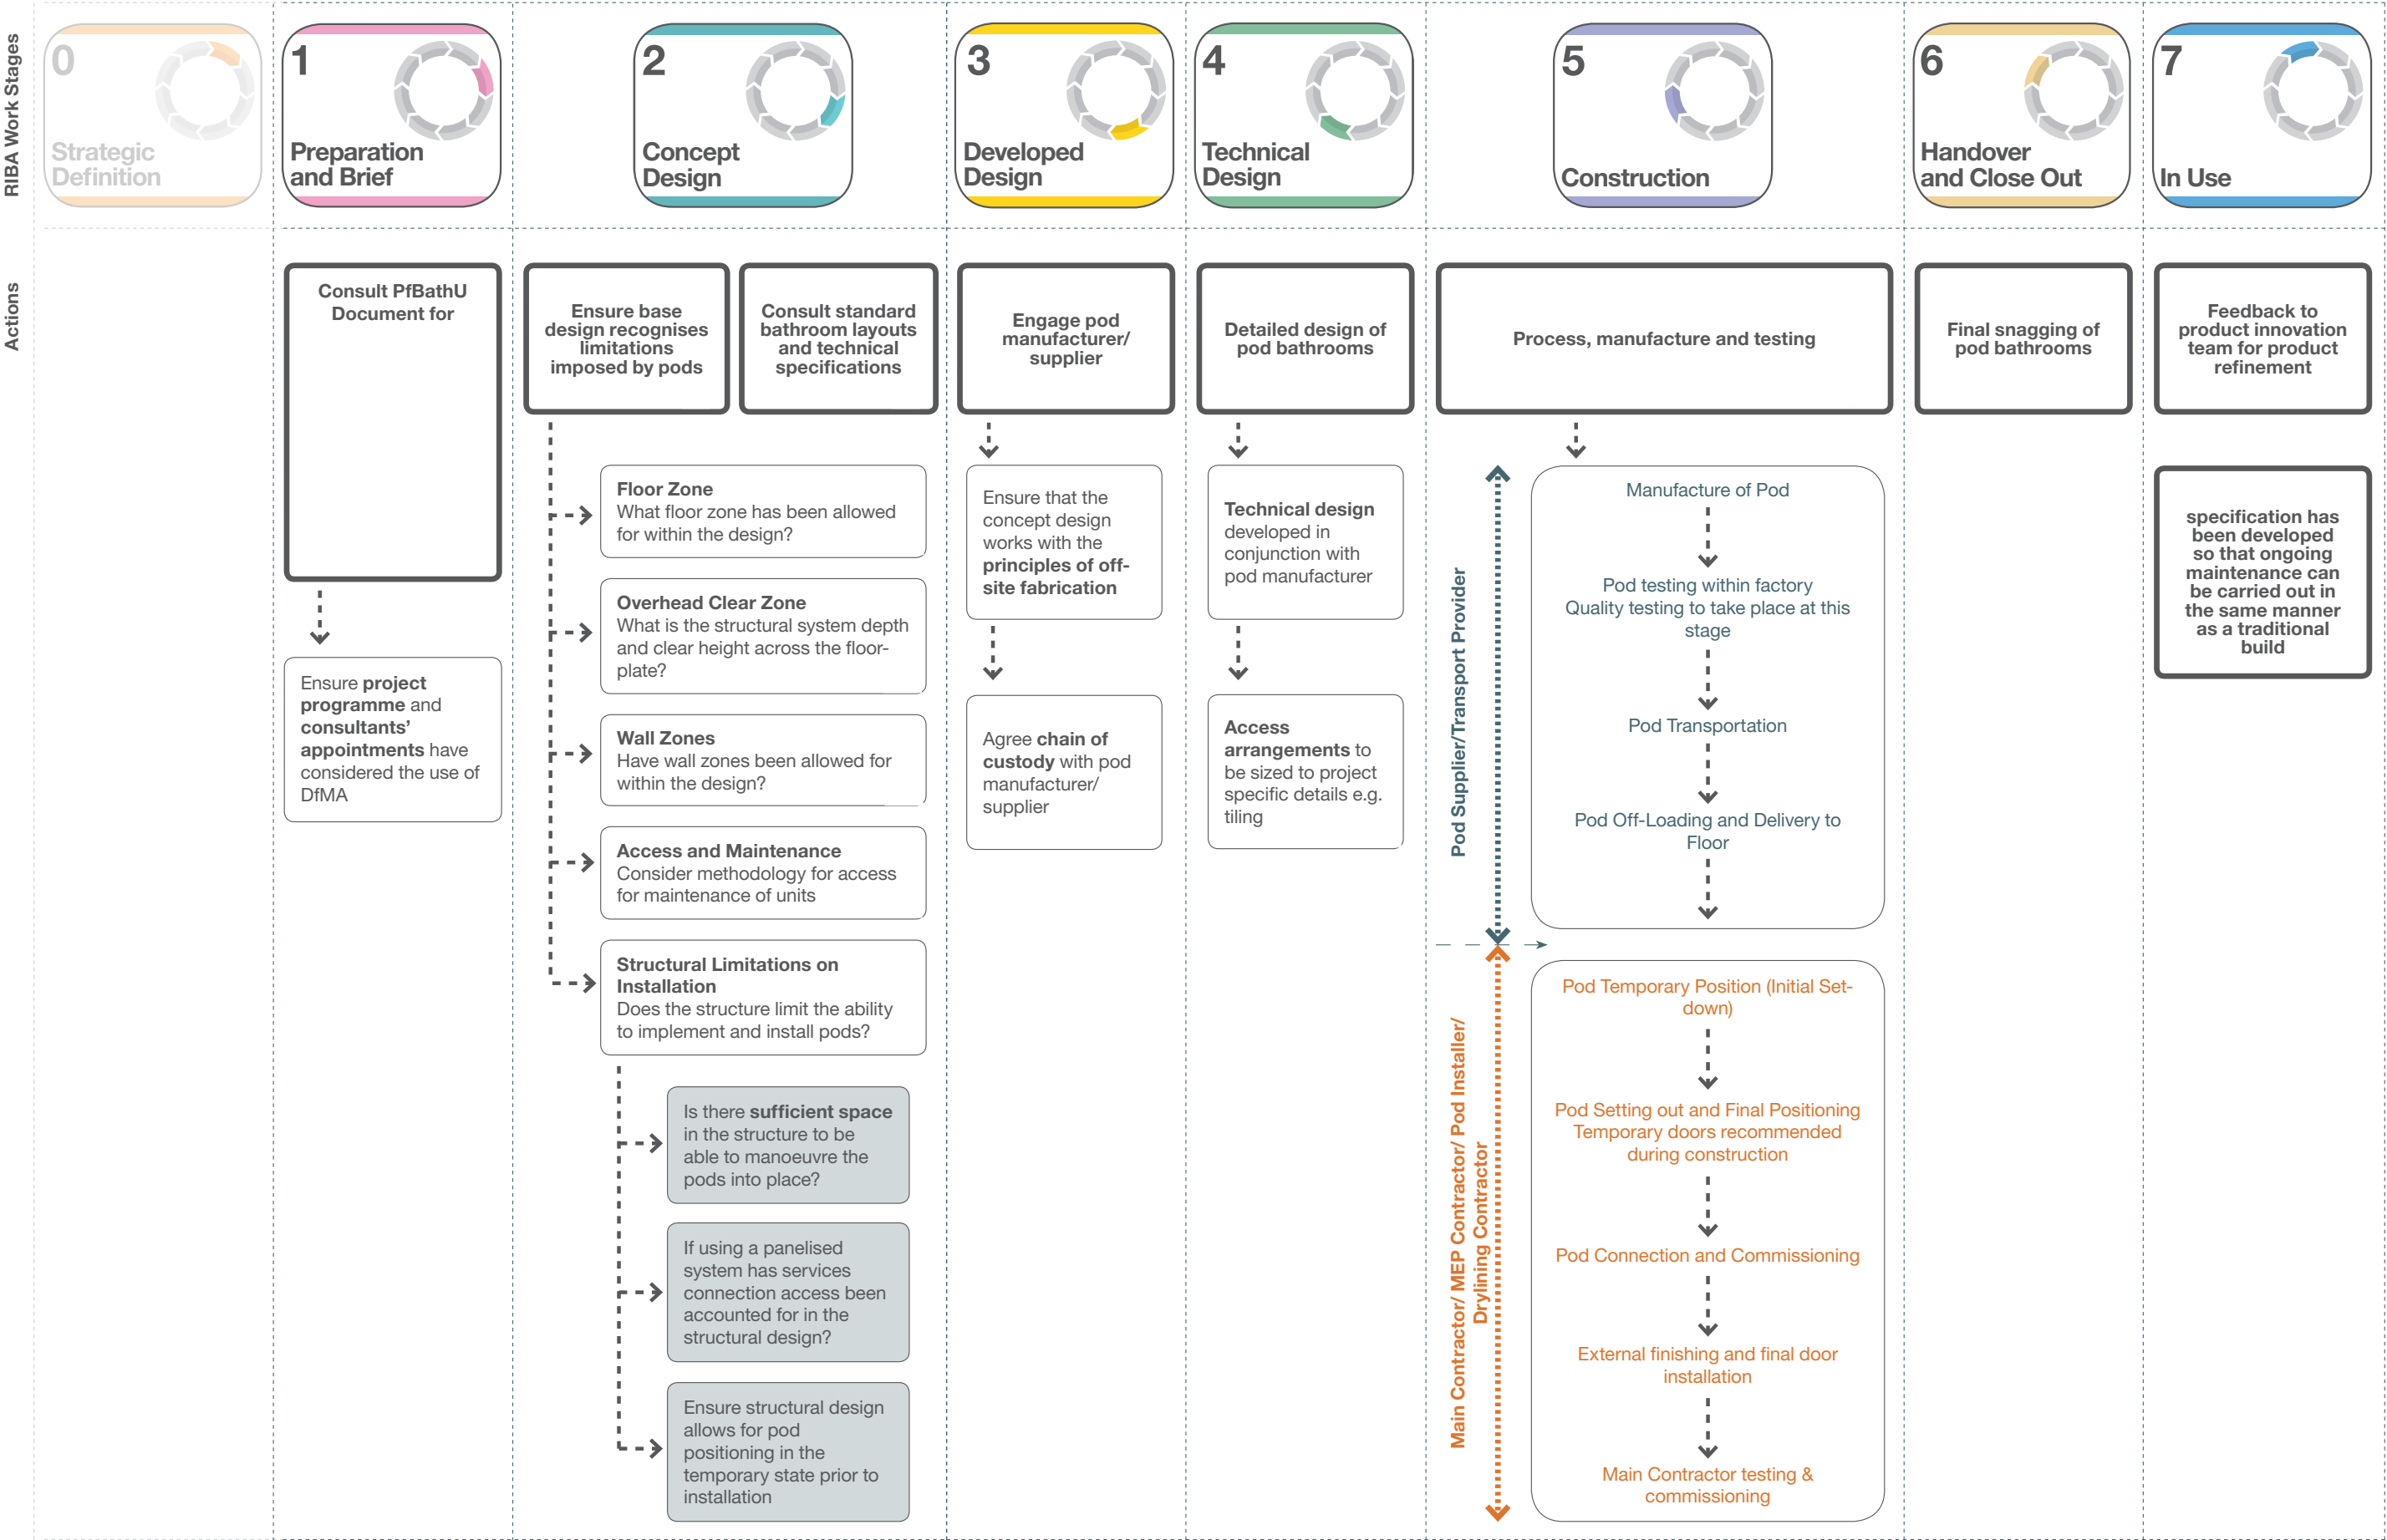 RIBA Work Stages
0
Strategic
Definition
1
Preparation
and Brief
2
Concept
Design
3
Developed
Design
4
Technical
Design
5
Construction
6
Handover
and Close Out
7
In Use
Actions
Consult PfBathU
Document for
Ensure project
programme and
consultants’
appointments have
considered the use of
DfMA
Ensure base
design recognises
limitations
imposed by pods
Consult standard
bathroom layouts
and technical
specifications
Floor Zone
What floor zone has been allowed
for within the design?
Overhead Clear Zone
What is the structural system depth
and clear height across the floor-
plate?
Wall Zones
Have wall zones been allowed for
within the design?
Access and Maintenance
Consider methodology for access
for maintenance of units
Structural Limitations on
Installation
Does the structure limit the ability
to implement and install pods?
Is there sufficient space
in the structure to be
able to manoeuvre the
pods into place?
If using a panelised
system has services
connection access been
accounted for in the
structural design?
Ensure structural design
allows for pod
positioning in the
temporary state prior to
installation
Engage pod
manufacturer/
supplier
Ensure that the
concept design
works with the
principles of off-
site fabrication
Agree chain of
custody with pod
manufacturer/
supplier
Detailed design of
pod bathrooms
Technical design
developed in
conjunction with
pod manufacturer
Access
arrangements to
be sized to project
specific details e.g.
tiling
Process, manufacture and testing
Pod Supplier/Transport Provider
Manufacture of Pod
Pod testing within factory
Quality testing to take place at this
stage
Pod Transportation
Pod Off-Loading and Delivery to
Floor
Main Contractor/ MEP Contractor/ Pod Installer/
Drylining Contractor
Pod Temporary Position (Initial Set-
down)
Pod Setting out and Final Positioning
Temporary doors recommended
during construction
Pod Connection and Commissioning
External finishing and final door
installation
Main Contractor testing &
commissioning
Final snagging of
pod bathrooms
Feedback to
product innovation
team for product
refinement
specification has
been developed
so that ongoing
maintenance can
be carried out in
the same manner
as a traditional
build